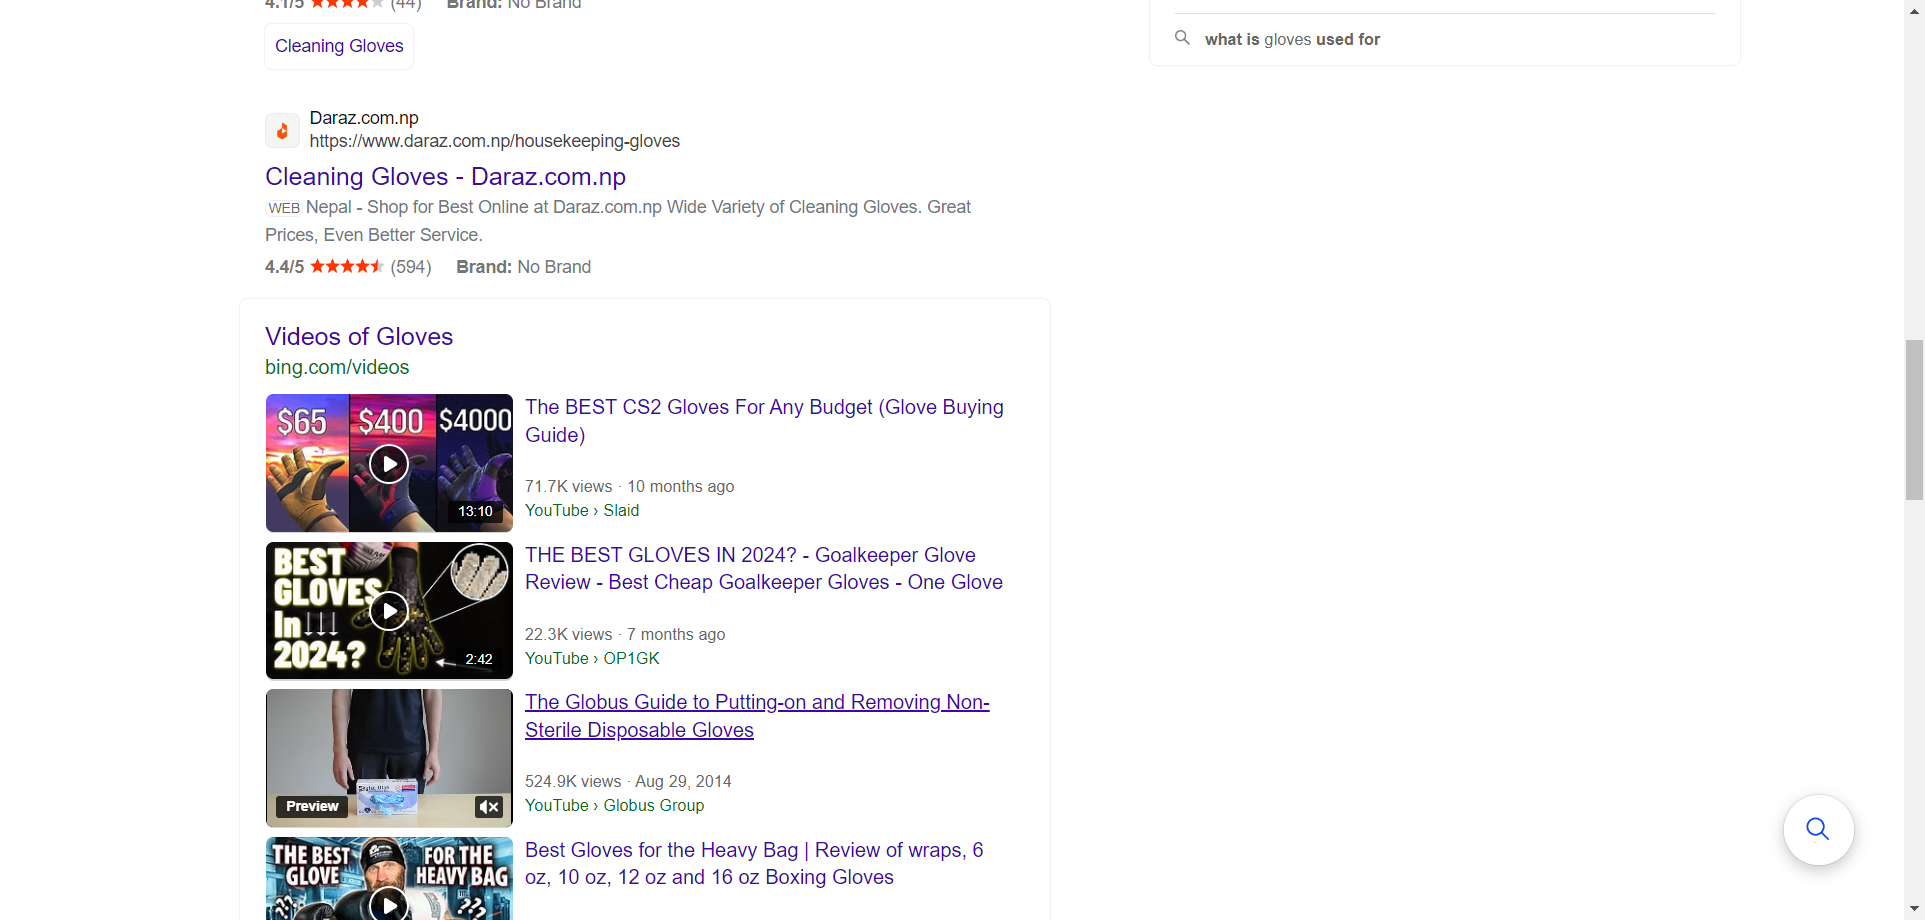 4.1/5 (44) Brand: No Brand
Cleaning Gloves
what is gloves used for
Daraz.com.np
https://www.daraz.com.np/housekeeping-gloves
Cleaning Gloves - Daraz.com.np
WEB Nepal - Shop for Best Online at Daraz.com.np Wide Variety of Cleaning Gloves. Great
Prices, Even Better Service.
4.4/5 (594) Brand: No Brand
Videos of Gloves
bing.com/videos
$65 $400 $4000
13:10
The BEST CS2 Gloves For Any Budget (Glove Buying
Guide)
71.7K views · 10 months ago
YouTube › Slaid
BEST
GLOVES
In
2024?
2:42
THE BEST GLOVES IN 2024? - Goalkeeper Glove
Review - Best Cheap Goalkeeper Gloves - One Glove
22.3K views · 7 months ago
YouTube › OP1GK
Preview
The Globus Guide to Putting-on and Removing Non-
Sterile Disposable Gloves
524.9K views · Aug 29, 2014
YouTube › Globus Group
THE BEST FOR THE
GLOVE HEAVY BAG
???
Best Gloves for the Heavy Bag | Review of wraps, 6
oz, 10 oz, 12 oz and 16 oz Boxing Gloves